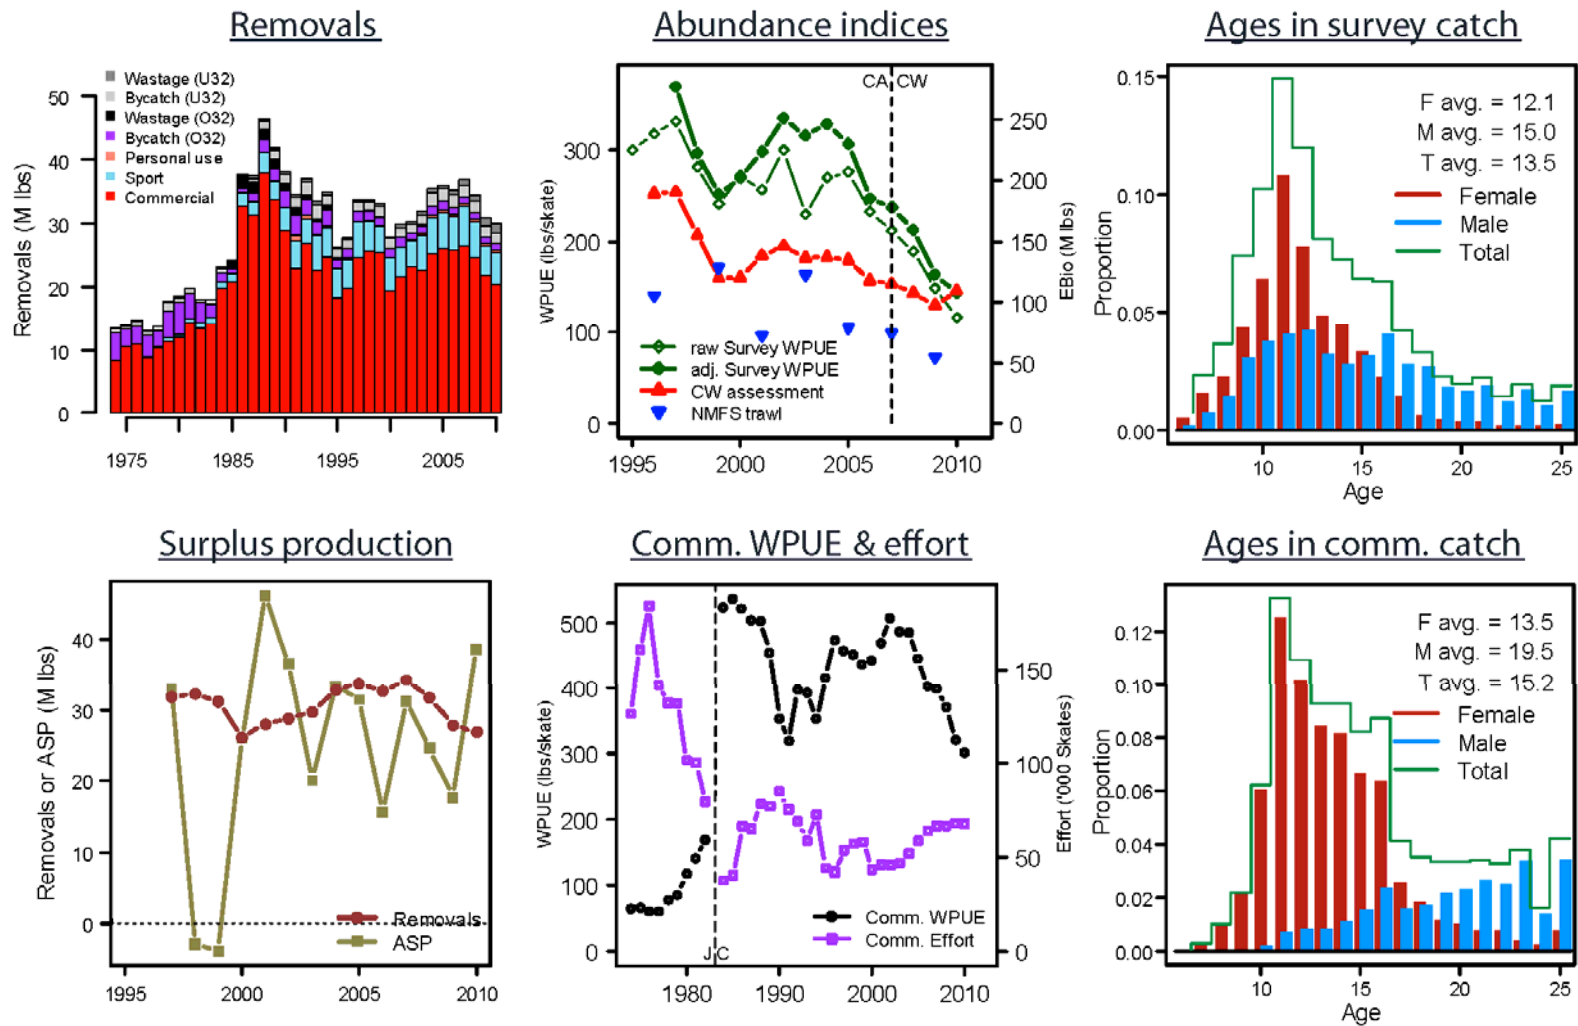 Removals
Abundance indices
Ages in survey catch
Removals (M lbs)
50
40
30
20
10
0
Wastage (U32)
Bycatch (U32)
Wastage (O32)
Bycatch (O32)
Personal use
Sport
Commercial
1975 1985 1995 2005
WPUE (lbs/skate)
300
200
100
0
CA CW
raw Survey WPUE
adj. Survey WPUE
CW assessment
NMFS trawl
250
200
150
100
50
0
EBio (M lbs)
1995 2000 2005 2010
Proportion
0.15
0.10
0.05
0.00
F avg. = 12.1
M avg. = 15.0
T avg. = 13.5
Female
Male
Total
10 15 20 25
Age
Surplus production
Comm. WPUE & effort
Ages in comm. catch
Removals or ASP (M lbs)
40
30
20
10
0
Removals
ASP
1995 2000 2005 2010
WPUE (lbs/skate)
500
400
300
200
100
0
J C
Comm. WPUE
Comm. Effort
150
100
50
0
Effort ('000 Skates)
1980 1990 2000 2010
Proportion
0.12
0.10
0.08
0.06
0.04
0.02
0.00
F avg. = 13.5
M avg. = 19.5
T avg. = 15.2
Female
Male
Total
10 15 20 25
Age